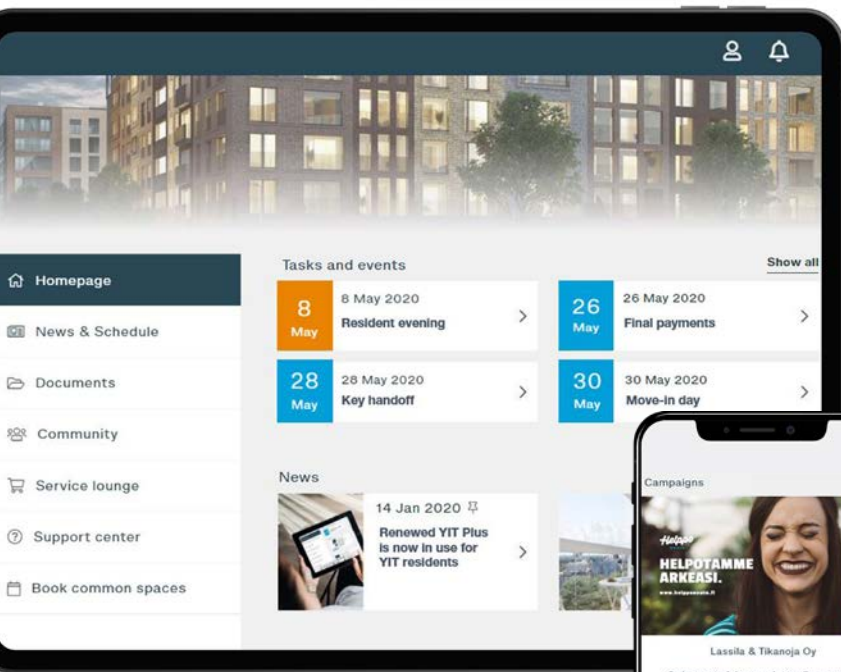 Homepage
News & Schedule
Documents
Community
Service lounge
Support center
Book common spaces
Tasks and events
Show all
8
May
8 May 2020
Resident evening
26
May
26 May 2020
Final payments
28
May
28 May 2020
Key handoff
30
May
30 May 2020
Move-in day
News
14 Jan 2020
Renewed YIT Plus
is now in use for
YIT residents
Campaigns
Helppo
HELPOTAMME
ARKEASI.
Lassila & Tikanoja Oy